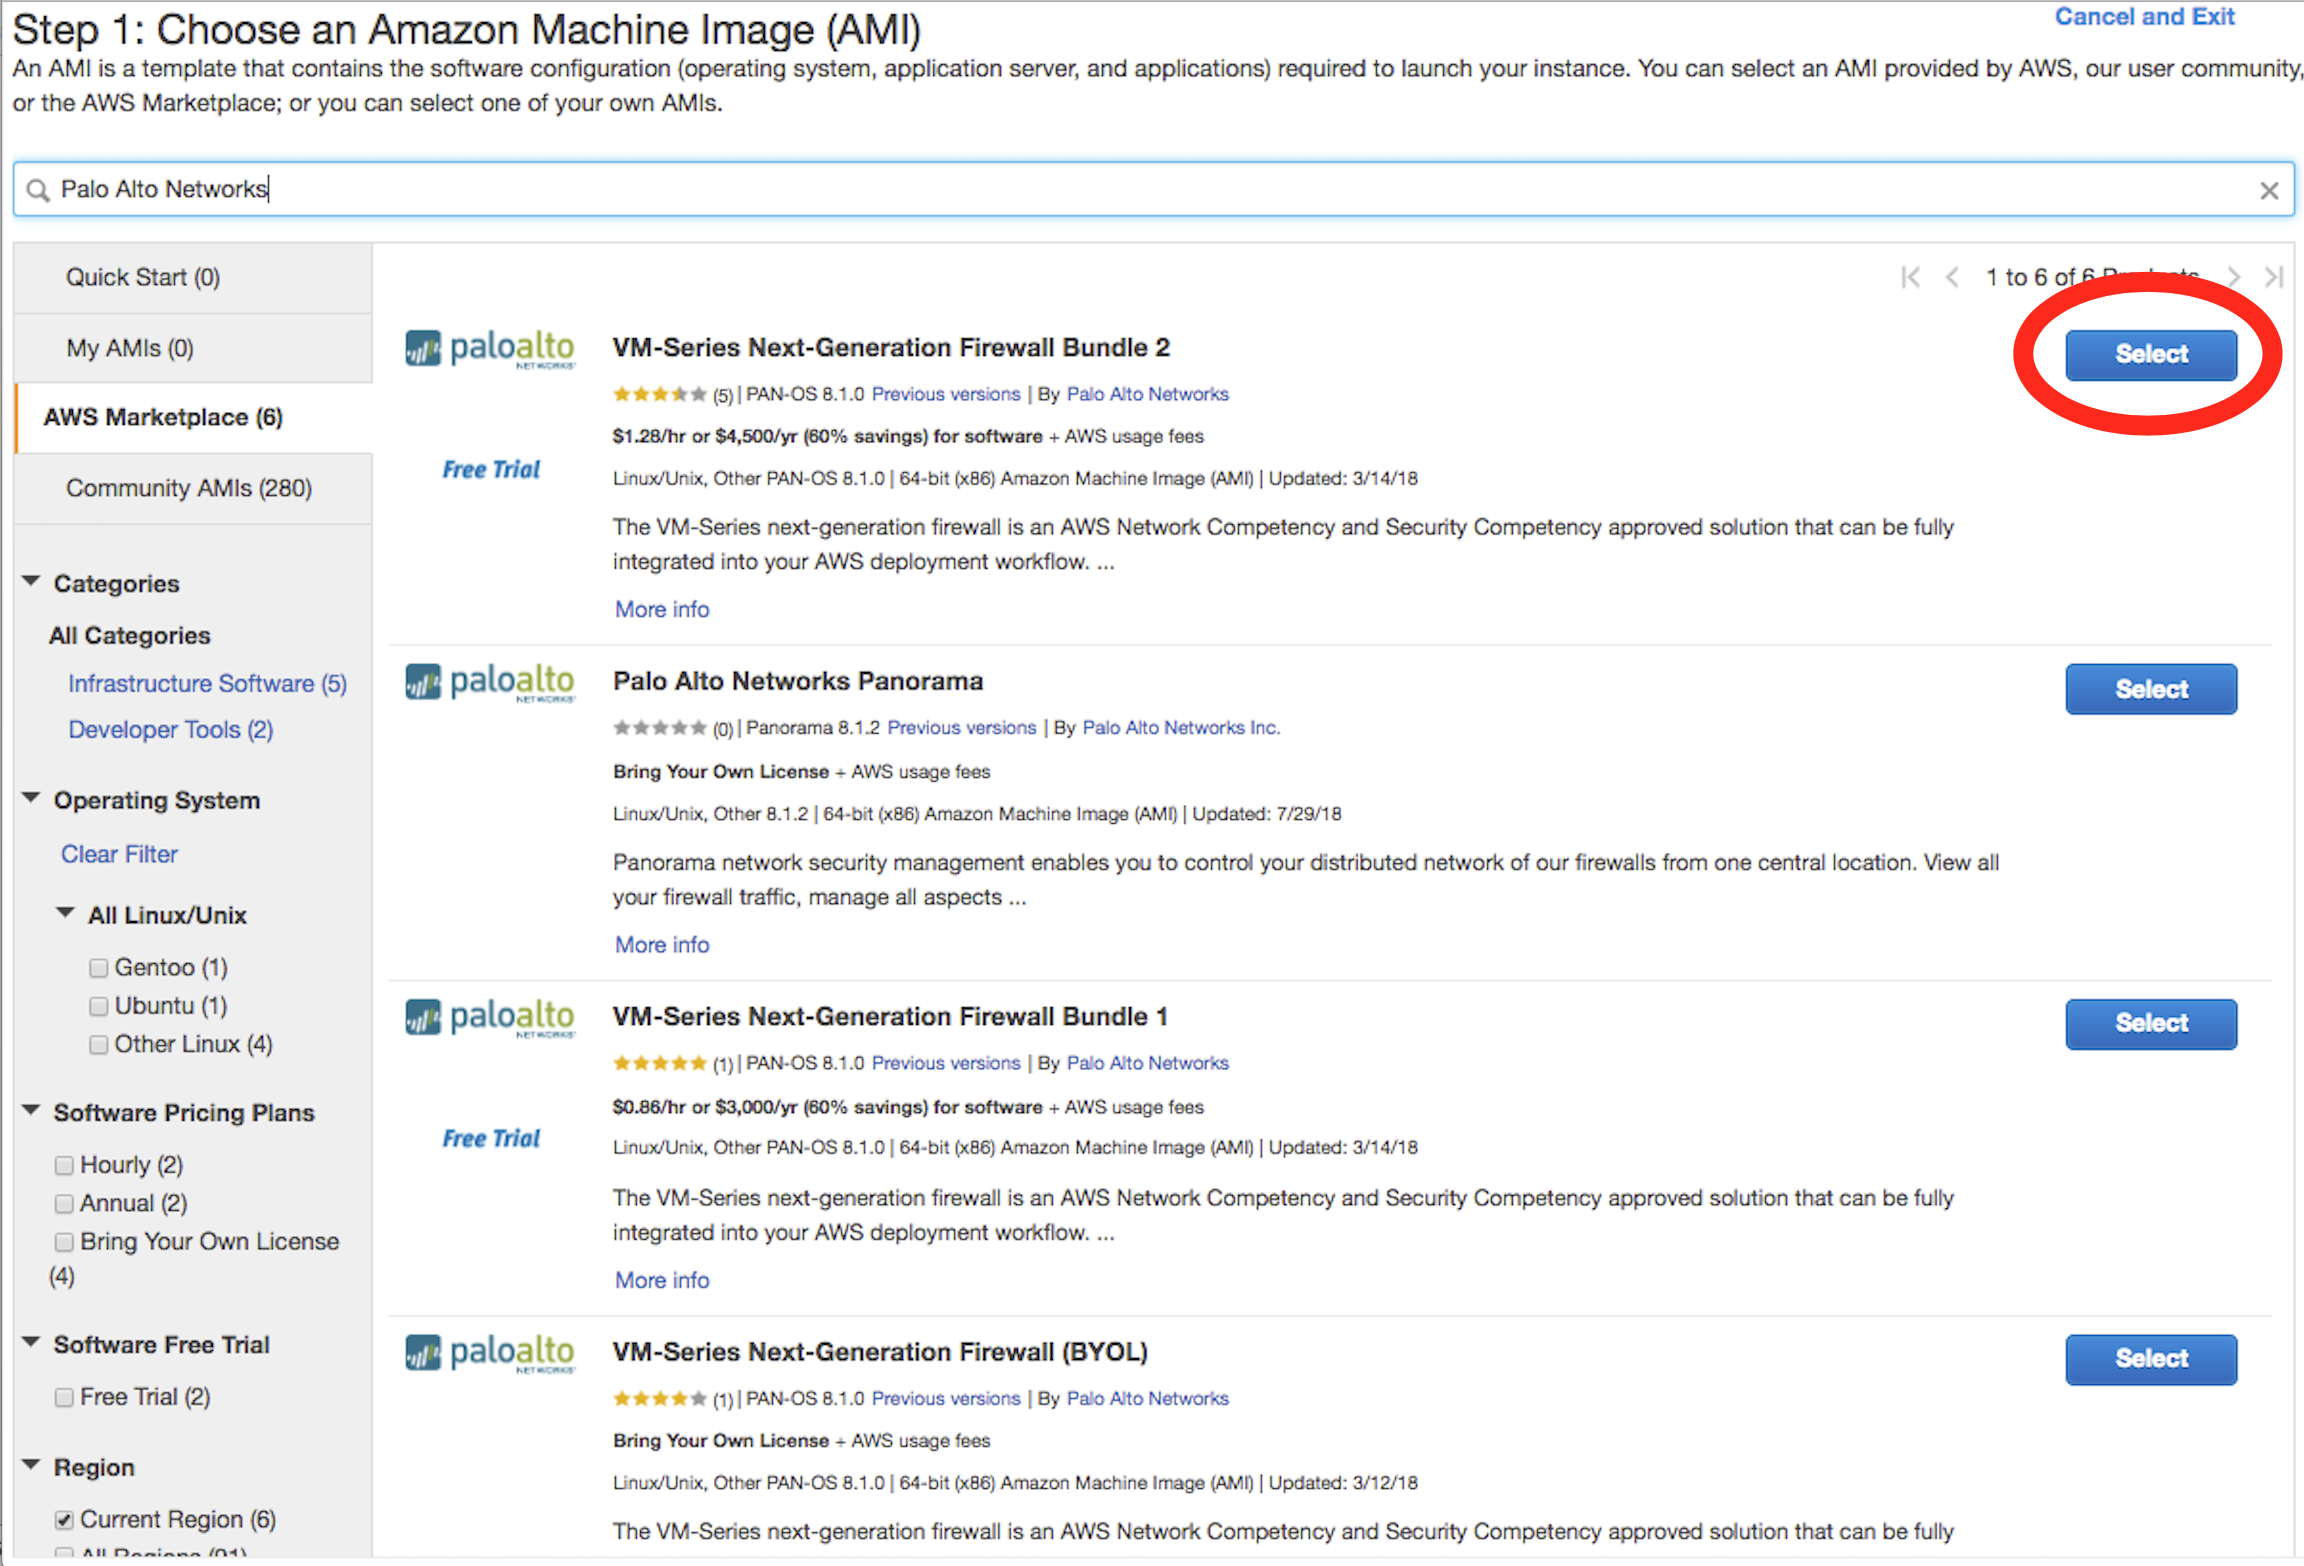 Step 1: Choose an Amazon Machine Image (AMI)
Cancel and Exit
An AMI is a template that contains the software configuration (operating system, application server, and applications) required to launch your instance. You can select an AMI provided by AWS, our user community,
or the AWS Marketplace; or you can select one of your own AMIs.
Palo Alto Networks
Quick Start (0)
My AMIs (0)
AWS Marketplace (6)
Community AMIs (280)
Categories
All Categories
Infrastructure Software (5)
Developer Tools (2)
Operating System
Clear Filter
All Linux/Unix
Gentoo (1)
Ubuntu (1)
Other Linux (4)
Software Pricing Plans
Hourly (2)
Annual (2)
Bring Your Own License
(4)
Software Free Trial
Free Trial (2)
Region
Current Region (6)
All Regions (91)
1 to 6 of 6 Products
paloalto
NETWORKS
VM-Series Next-Generation Firewall Bundle 2
Select
(5) | PAN-OS 8.1.0 Previous versions | By Palo Alto Networks
$1.28/hr or $4,500/yr (60% savings) for software + AWS usage fees
Free Trial
Linux/Unix, Other PAN-OS 8.1.0 | 64-bit (x86) Amazon Machine Image (AMI) | Updated: 3/14/18
The VM-Series next-generation firewall is an AWS Network Competency and Security Competency approved solution that can be fully
integrated into your AWS deployment workflow. ...
More info
paloalto
NETWORKS
Palo Alto Networks Panorama
Select
(0) | Panorama 8.1.2 Previous versions | By Palo Alto Networks Inc.
Bring Your Own License + AWS usage fees
Linux/Unix, Other 8.1.2 | 64-bit (x86) Amazon Machine Image (AMI) | Updated: 7/29/18
Panorama network security management enables you to control your distributed network of our firewalls from one central location. View all
your firewall traffic, manage all aspects ...
More info
paloalto
NETWORKS
VM-Series Next-Generation Firewall Bundle 1
Select
(1) | PAN-OS 8.1.0 Previous versions | By Palo Alto Networks
$0.86/hr or $3,000/yr (60% savings) for software + AWS usage fees
Free Trial
Linux/Unix, Other PAN-OS 8.1.0 | 64-bit (x86) Amazon Machine Image (AMI) | Updated: 3/14/18
The VM-Series next-generation firewall is an AWS Network Competency and Security Competency approved solution that can be fully
integrated into your AWS deployment workflow. ...
More info
paloalto
NETWORKS
VM-Series Next-Generation Firewall (BYOL)
Select
(1) | PAN-OS 8.1.0 Previous versions | By Palo Alto Networks
Bring Your Own License + AWS usage fees
Linux/Unix, Other PAN-OS 8.1.0 | 64-bit (x86) Amazon Machine Image (AMI) | Updated: 3/12/18
The VM-Series next-generation firewall is an AWS Network Competency and Security Competency approved solution that can be fully